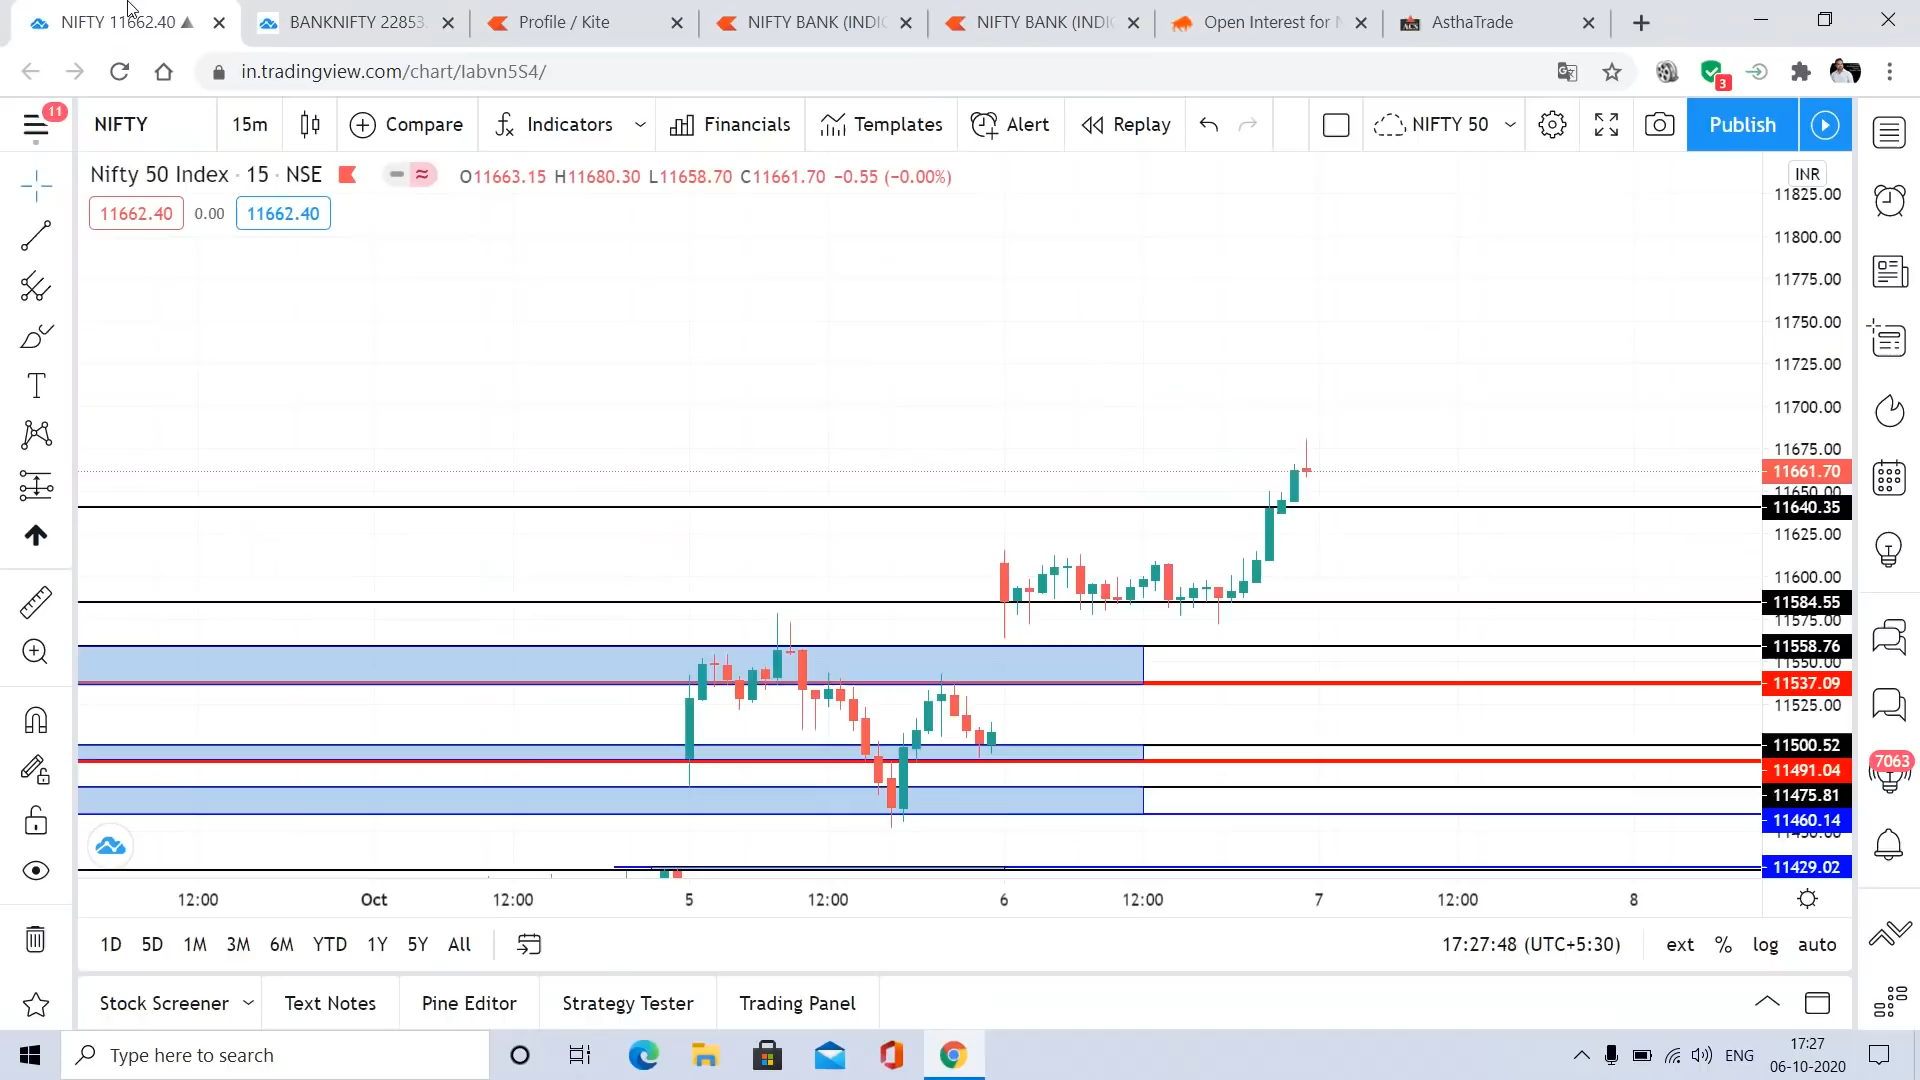 NIFTY 11662.40 ▲
BANKNIFTY 22853.
Profile / Kite
NIFTY BANK (INDI
NIFTY BANK (INDI
Open Interest for N
AsthaTrade
in.tradingview.com/chart/Iabvn5S4/
3
11
NIFTY
15m
Compare
Indicators
Financials
Templates
Alert
Replay
NIFTY 50
Publish
Nifty 50 Index · 15 · NSE
O11663.15 H11680.30 L11658.70 C11661.70 −0.55 (−0.00%)
11662.40 0.00 11662.40
INR
11825.00
11800.00
11775.00
11750.00
11725.00
11700.00
11675.00
11661.70
11650.00
11640.35
11625.00
11600.00
11584.55
11575.00
11558.76
11550.00
11537.09
11525.00
11500.52
11491.04
11475.81
11460.14
11429.02
7063
12:00 Oct 12:00 5 12:00 6 12:00 7 12:00 8
1D 5D 1M 3M 6M YTD 1Y 5Y All
17:27:48 (UTC+5:30) ext % log auto
Stock Screener
Text Notes
Pine Editor
Strategy Tester
Trading Panel
Type here to search
ENG
17:27
06-10-2020